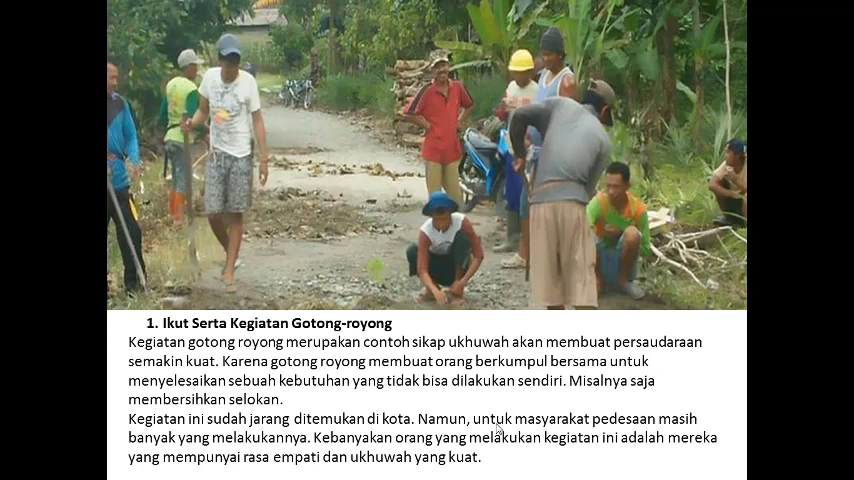 1. Ikut Serta Kegiatan Gotong-royong
Kegiatan gotong royong merupakan contoh sikap ukhuwah akan membuat persaudaraan
semakin kuat. Karena gotong royong membuat orang berkumpul bersama untuk
menyelesaikan sebuah kebutuhan yang tidak bisa dilakukan sendiri. Misalnya saja
membersihkan selokan.
Kegiatan ini sudah jarang ditemukan di kota. Namun, untuk masyarakat pedesaan masih
banyak yang melakukannya. Kebanyakan orang yang melakukan kegiatan ini adalah mereka
yang mempunyai rasa empati dan ukhuwah yang kuat.